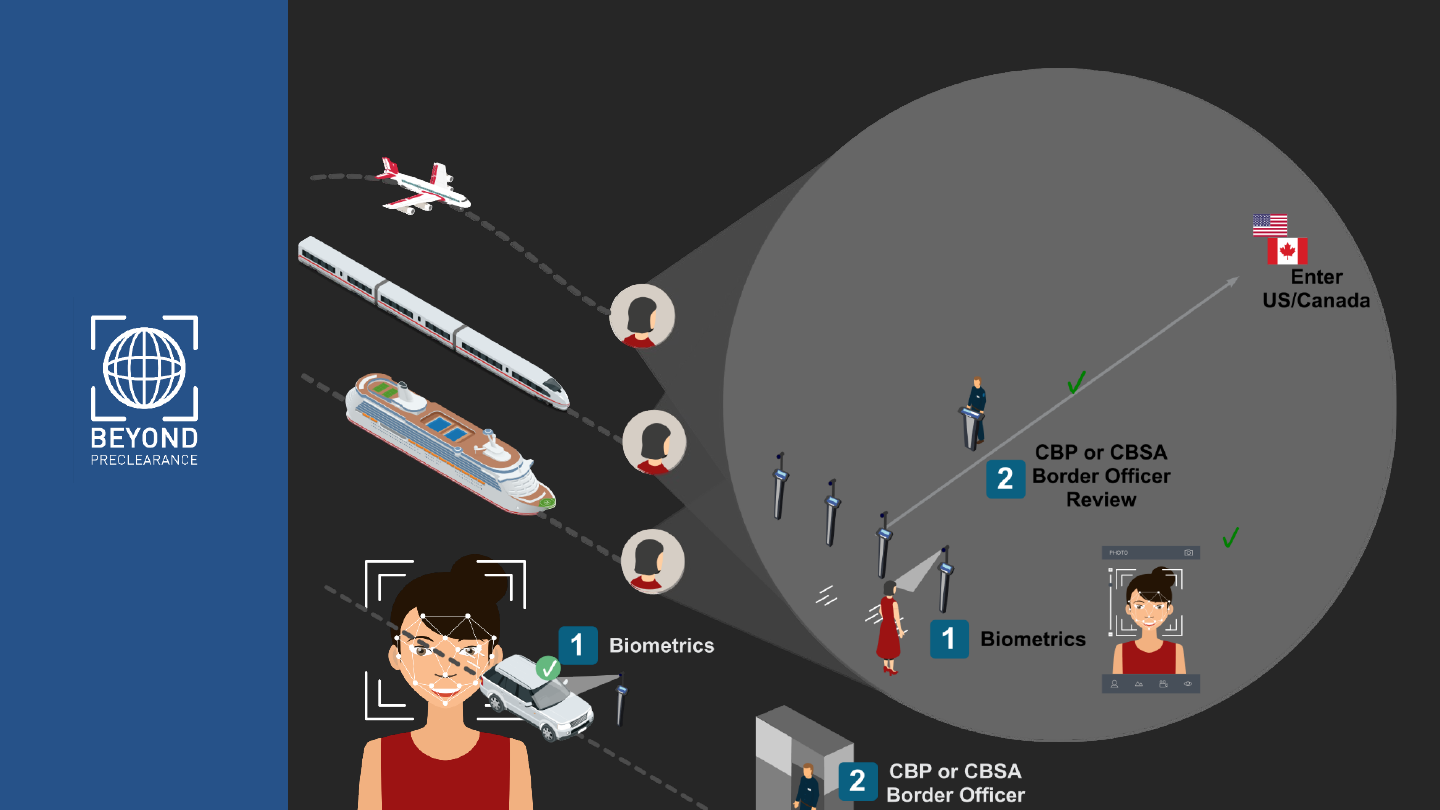 BEYOND
PRECLEARANCE
Enter
US/Canada
2
CBP or CBSA
Border Officer
Review
1
Biometrics
PHOTO
1
Biometrics
2
CBP or CBSA
Border Officer